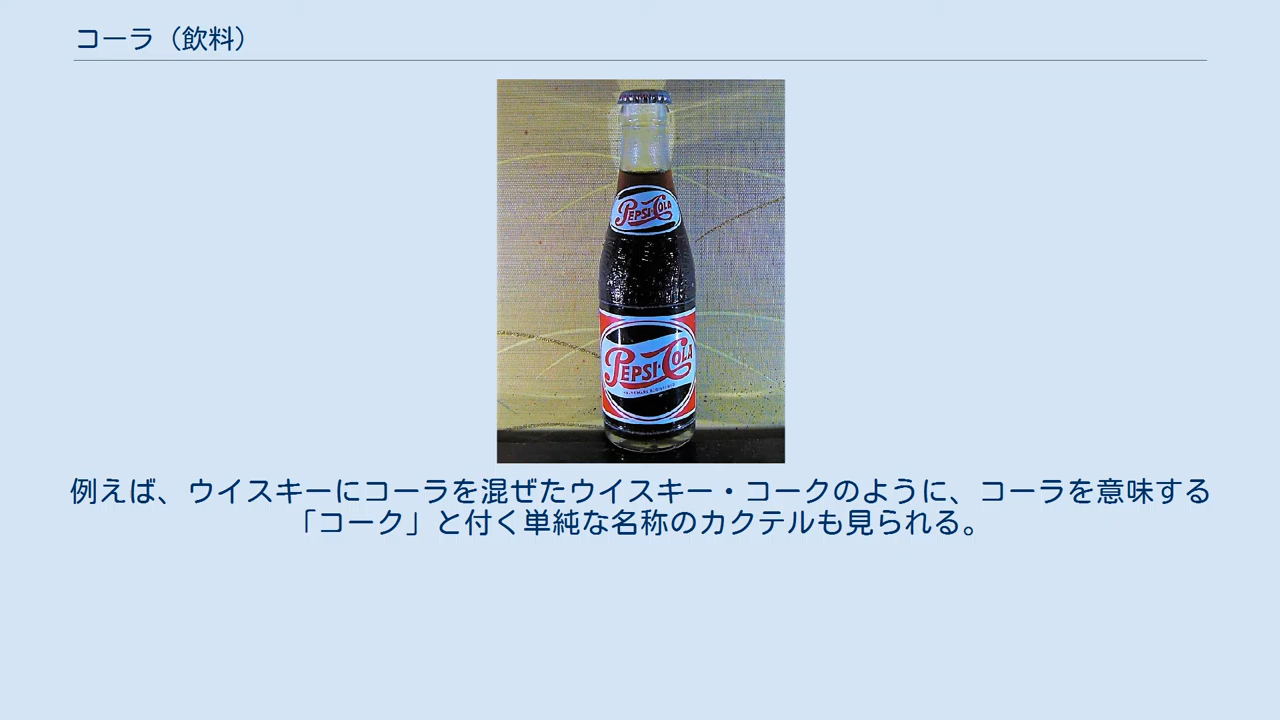 コーラ（飲料）
PEPSI-COLA
PEPSI-COLA
例えば、ウイスキーにコーラを混ぜたウイスキー・コークのように、コーラを意味する
「コーク」と付く単純な名称のカクテルも見られる。